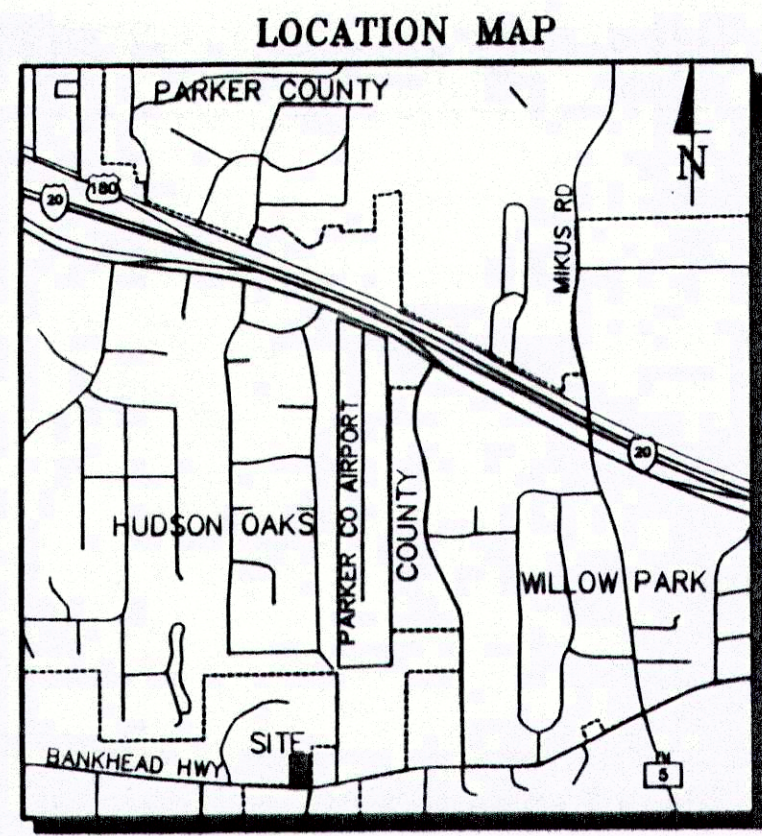 LOCATION MAP
PARKER COUNTY
N
180
20
MIKUS RD
PARKER CO AIRPORT
COUNTY
20
HUDSON OAKS
WILLOW PARK
SITE
BANKHEAD HWY
FM
5